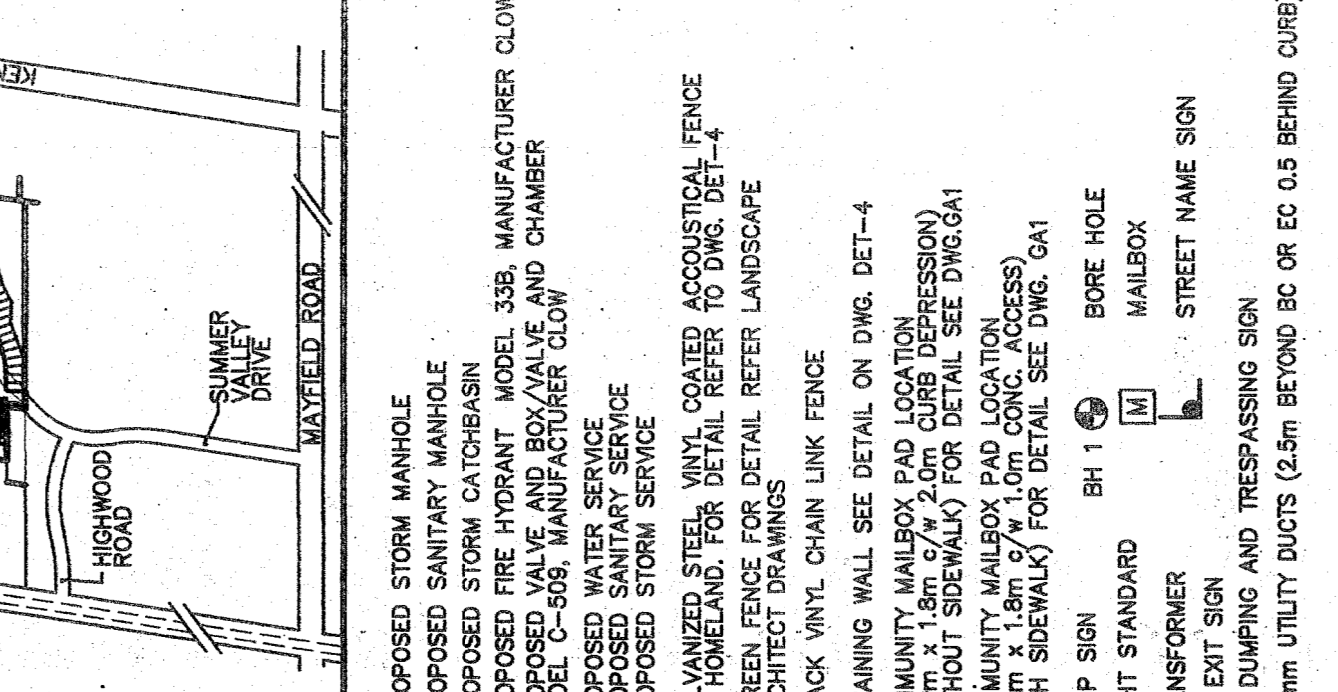 KEN
HIGHWOOD
ROAD
SUMMER
VALLEY
DRIVE
MAYFIELD ROAD
OPOSED STORM MANHOLE
OPOSED SANITARY MANHOLE
OPOSED STORM CATCHBASIN
OPOSED FIRE HYDRANT MODEL 33B, MANUFACTURER CLOW
OPOSED VALVE AND BOX/VALVE AND CHAMBER
DEL C-509, MANUFACTURER CLOW
OPOSED WATER SERVICE
OPOSED SANITARY SERVICE
OPOSED STORM SERVICE
LVANIZED STEEL, VINYL COATED ACCOUSTICAL FENCE
HOMELAND. FOR DETAIL REFER TO DWG. DET-4
REEN FENCE FOR DETAIL REFER LANDSCAPE
CHITECT DRAWINGS
ACK VINYL CHAIN LINK FENCE
AINING WALL SEE DETAIL ON DWG. DET-4
MUNITY MAILBOX PAD LOCATION
m x 1.8m c/w 2.0m CURB DEPRESSION)
HOUT SIDEWALK) FOR DETAIL SEE DWG.GA1
MUNITY MAILBOX PAD LOCATION
m x 1.8m c/w 1.0m CONC. ACCESS)
H SIDEWALK) FOR DETAIL SEE DWG. GA1
P SIGN
BH 1
BORE HOLE
HT STANDARD
M
MAILBOX
NSFORMER
STREET NAME SIGN
EXIT SIGN
DUMPING AND TRESPASSING SIGN
mm UTILITY DUCTS (2.5m BEYOND BC OR EC 0.5 BEHIND CURB)